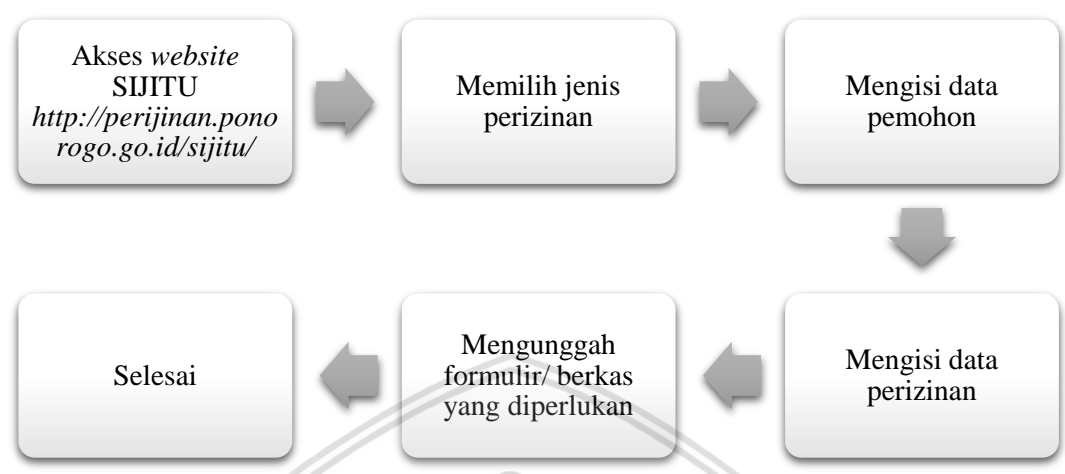 Akses website
SIJITU
http://perijinan.pono
rogo.go.id/sijitu/
Memilih jenis
perizinan
Mengisi data
pemohon
Mengisi data
perizinan
Mengunggah
formulir/ berkas
yang diperlukan
Selesai